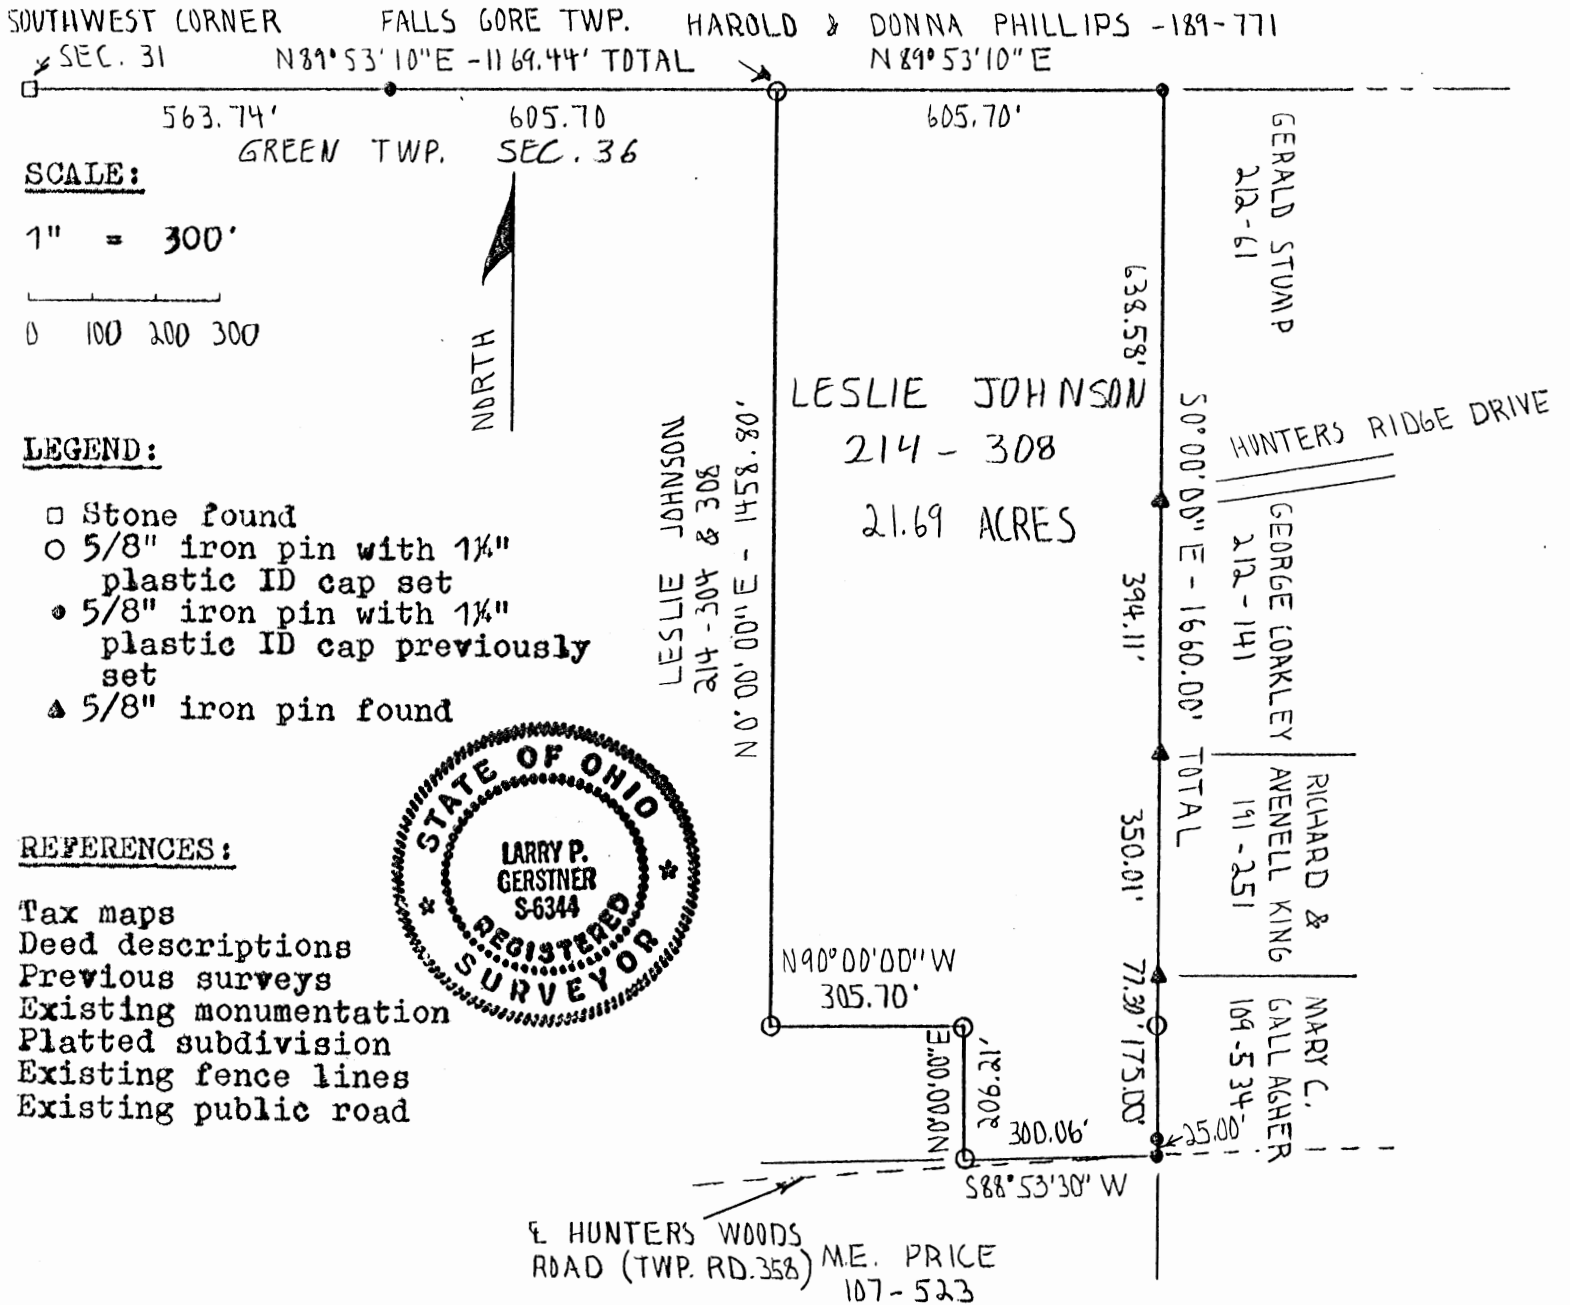 SOUTHWEST CORNER
SEC. 31
FALLS GORE TWP.
HAROLD & DONNA PHILLIPS -189-771
N89°53'10"E -1169.44' TOTAL
N89°53'10"E
563.74'
605.70
605.70'
GREEN TWP. SEC. 36
SCALE:
1" = 300'
0 100 200 300
NORTH
LEGEND:
□ Stone found
○ 5/8" iron pin with 1¼"
plastic ID cap set
● 5/8" iron pin with 1¼"
plastic ID cap previously
set
▲ 5/8" iron pin found
REFERENCES:
Tax maps
Deed descriptions
Previous surveys
Existing monumentation
Platted subdivision
Existing fence lines
Existing public road
STATE OF OHIO
LARRY P.
GERSTNER
S-6344
REGISTERED
SURVEYOR
LESLIE JOHNSON
214-304 & 308
N0°00'00"E - 1458.80'
LESLIE JOHNSON
214 - 308
21.69 ACRES
638.58'
394.11'
350.01'
77.30'
175.00'
25.00'
S0°00'00"E - 1660.00' TOTAL
GERALD STUMP
212-61
HUNTERS RIDGE DRIVE
GEORGE COAKLEY
212-141
RICHARD &
AVENELL KING
191-251
MARY C.
GALLAGHER
109-534
N90°00'00"W
305.70'
N0°00'00"E
206.21'
300.06'
S88°53'30"W
℄ HUNTERS WOODS
ROAD (TWP. RD.358)
M.E. PRICE
107-523